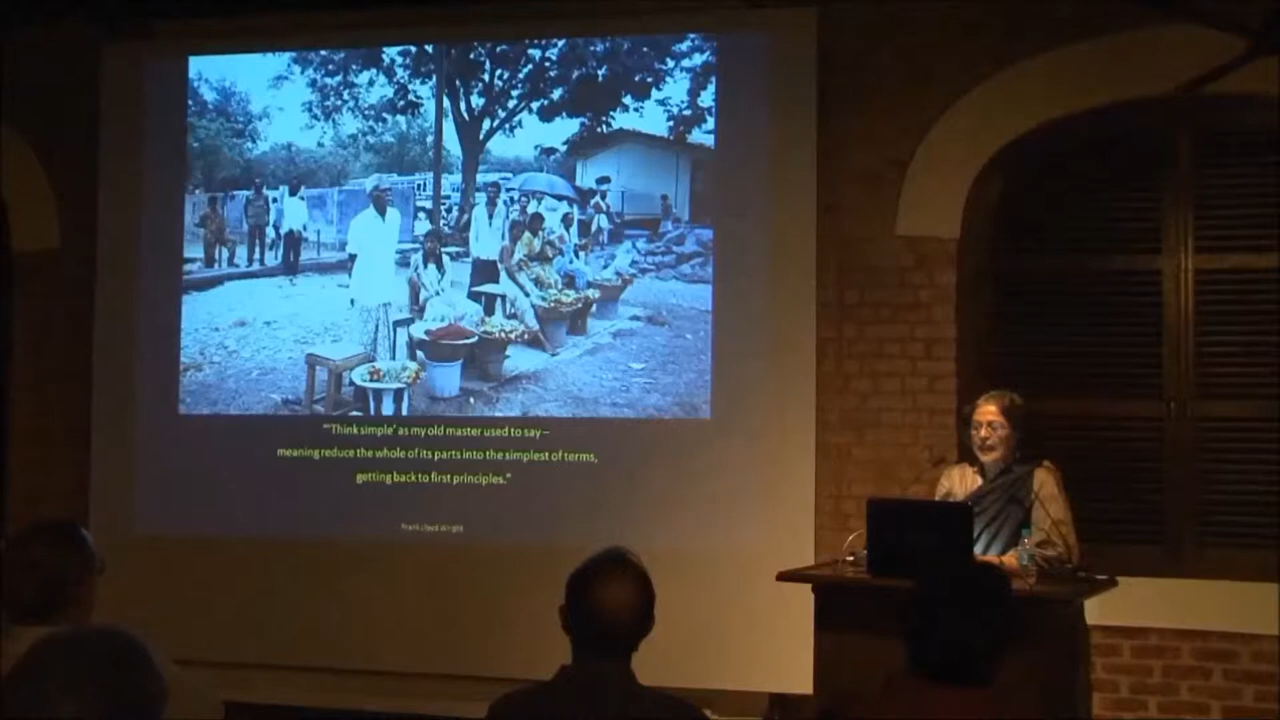 "'Think simple' as my old master used to say –
meaning reduce the whole of its parts into the simplest of terms,
getting back to first principles."
Frank Lloyd Wright